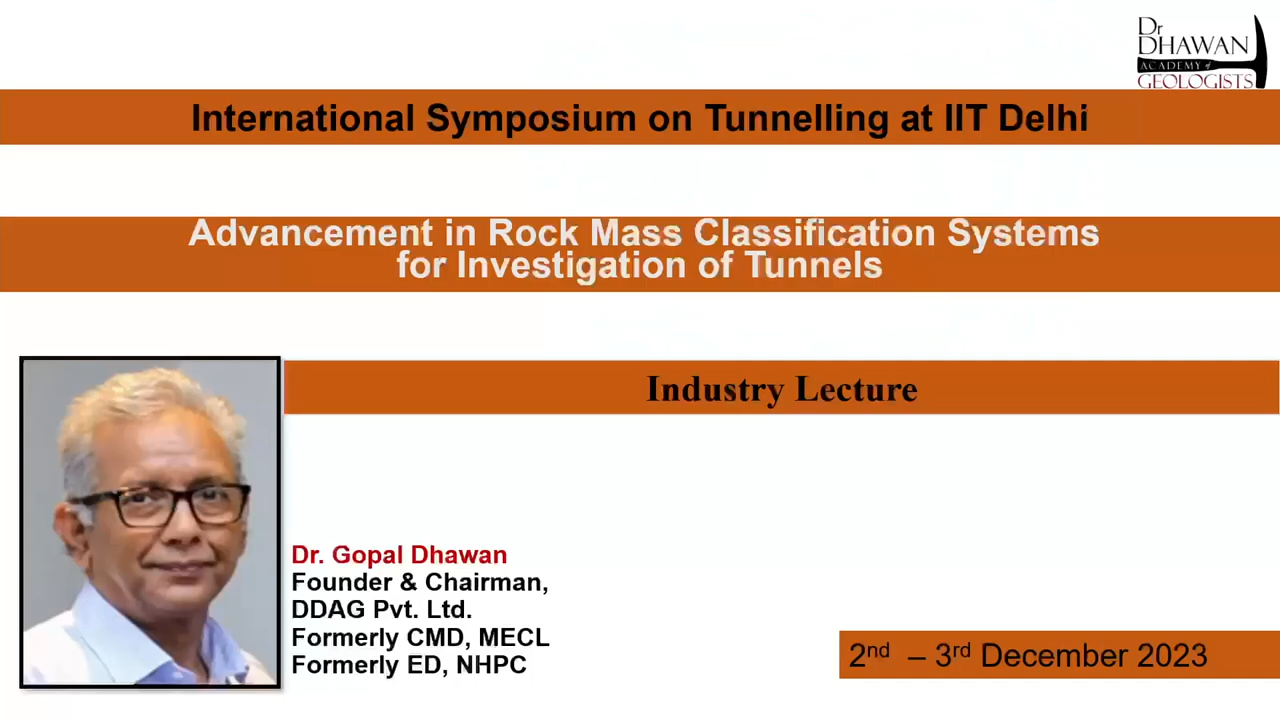 Dr
DHAWAN
ACADEMY of
GEOLOGISTS
International Symposium on Tunnelling at IIT Delhi
Advancement in Rock Mass Classification Systems
for Investigation of Tunnels
Industry Lecture
Dr. Gopal Dhawan
Founder & Chairman,
DDAG Pvt. Ltd.
Formerly CMD, MECL
Formerly ED, NHPC
2nd – 3rd December 2023